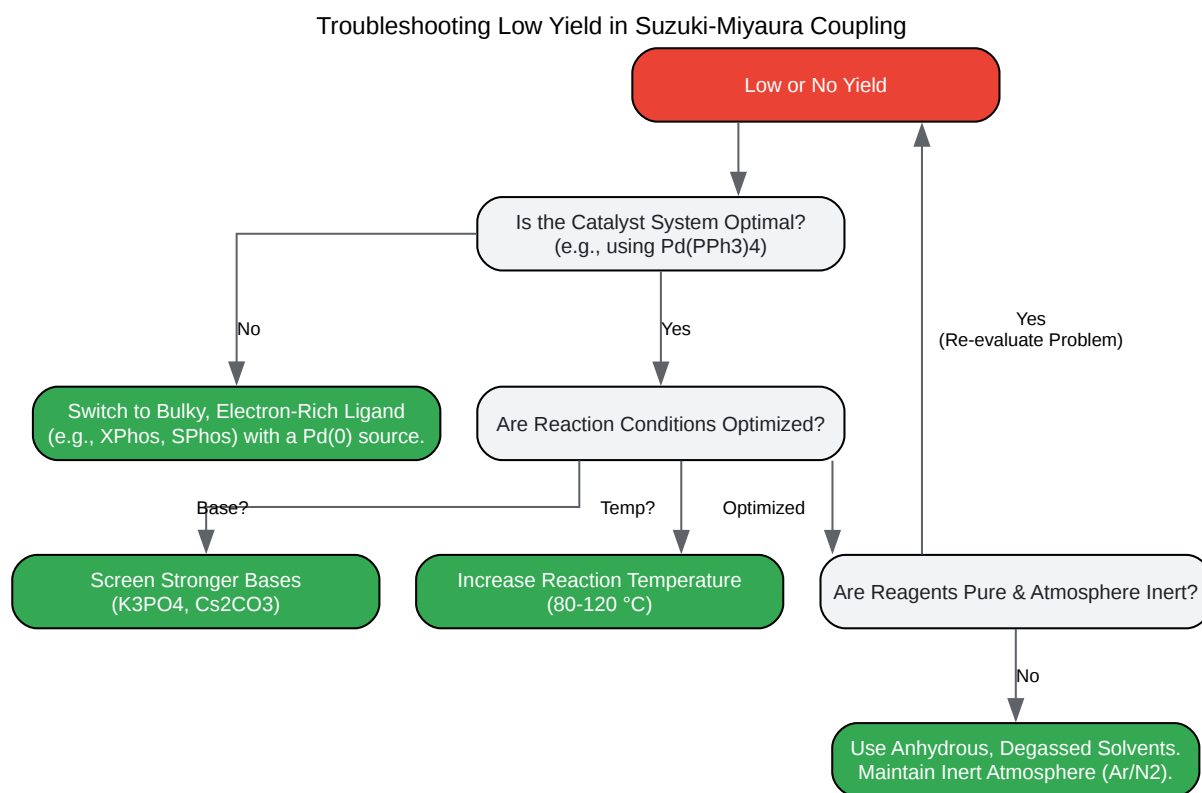 Troubleshooting Low Yield in Suzuki-Miyaura Coupling
Low or No Yield
Is the Catalyst System Optimal?
(e.g., using Pd(PPh3)4)
No
Yes
Yes
(Re-evaluate Problem)
Switch to Bulky, Electron-Rich Ligand
(e.g., XPhos, SPhos) with a Pd(0) source.
Are Reaction Conditions Optimized?
Base?
Temp?
Optimized
Screen Stronger Bases
(K3PO4, Cs2CO3)
Increase Reaction Temperature
(80-120 °C)
Are Reagents Pure & Atmosphere Inert?
No
Use Anhydrous, Degassed Solvents.
Maintain Inert Atmosphere (Ar/N2).